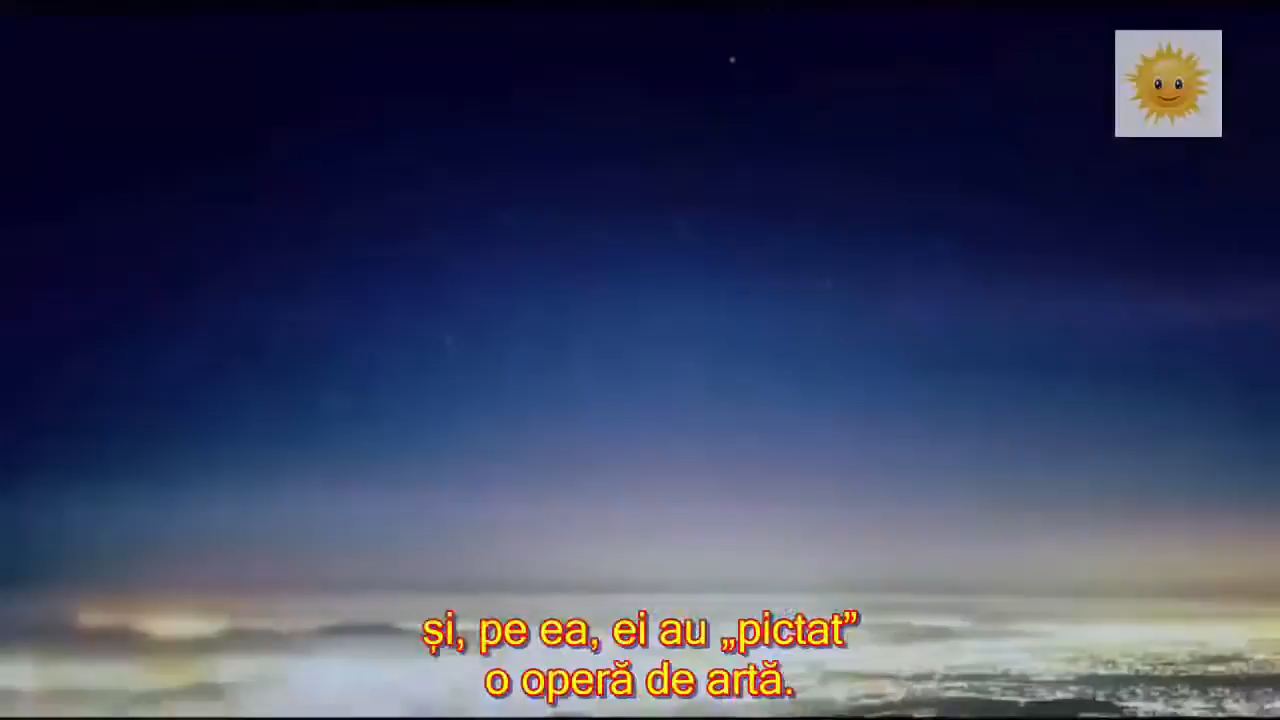 și, pe ea, ei au „pictat”
o operă de artă.